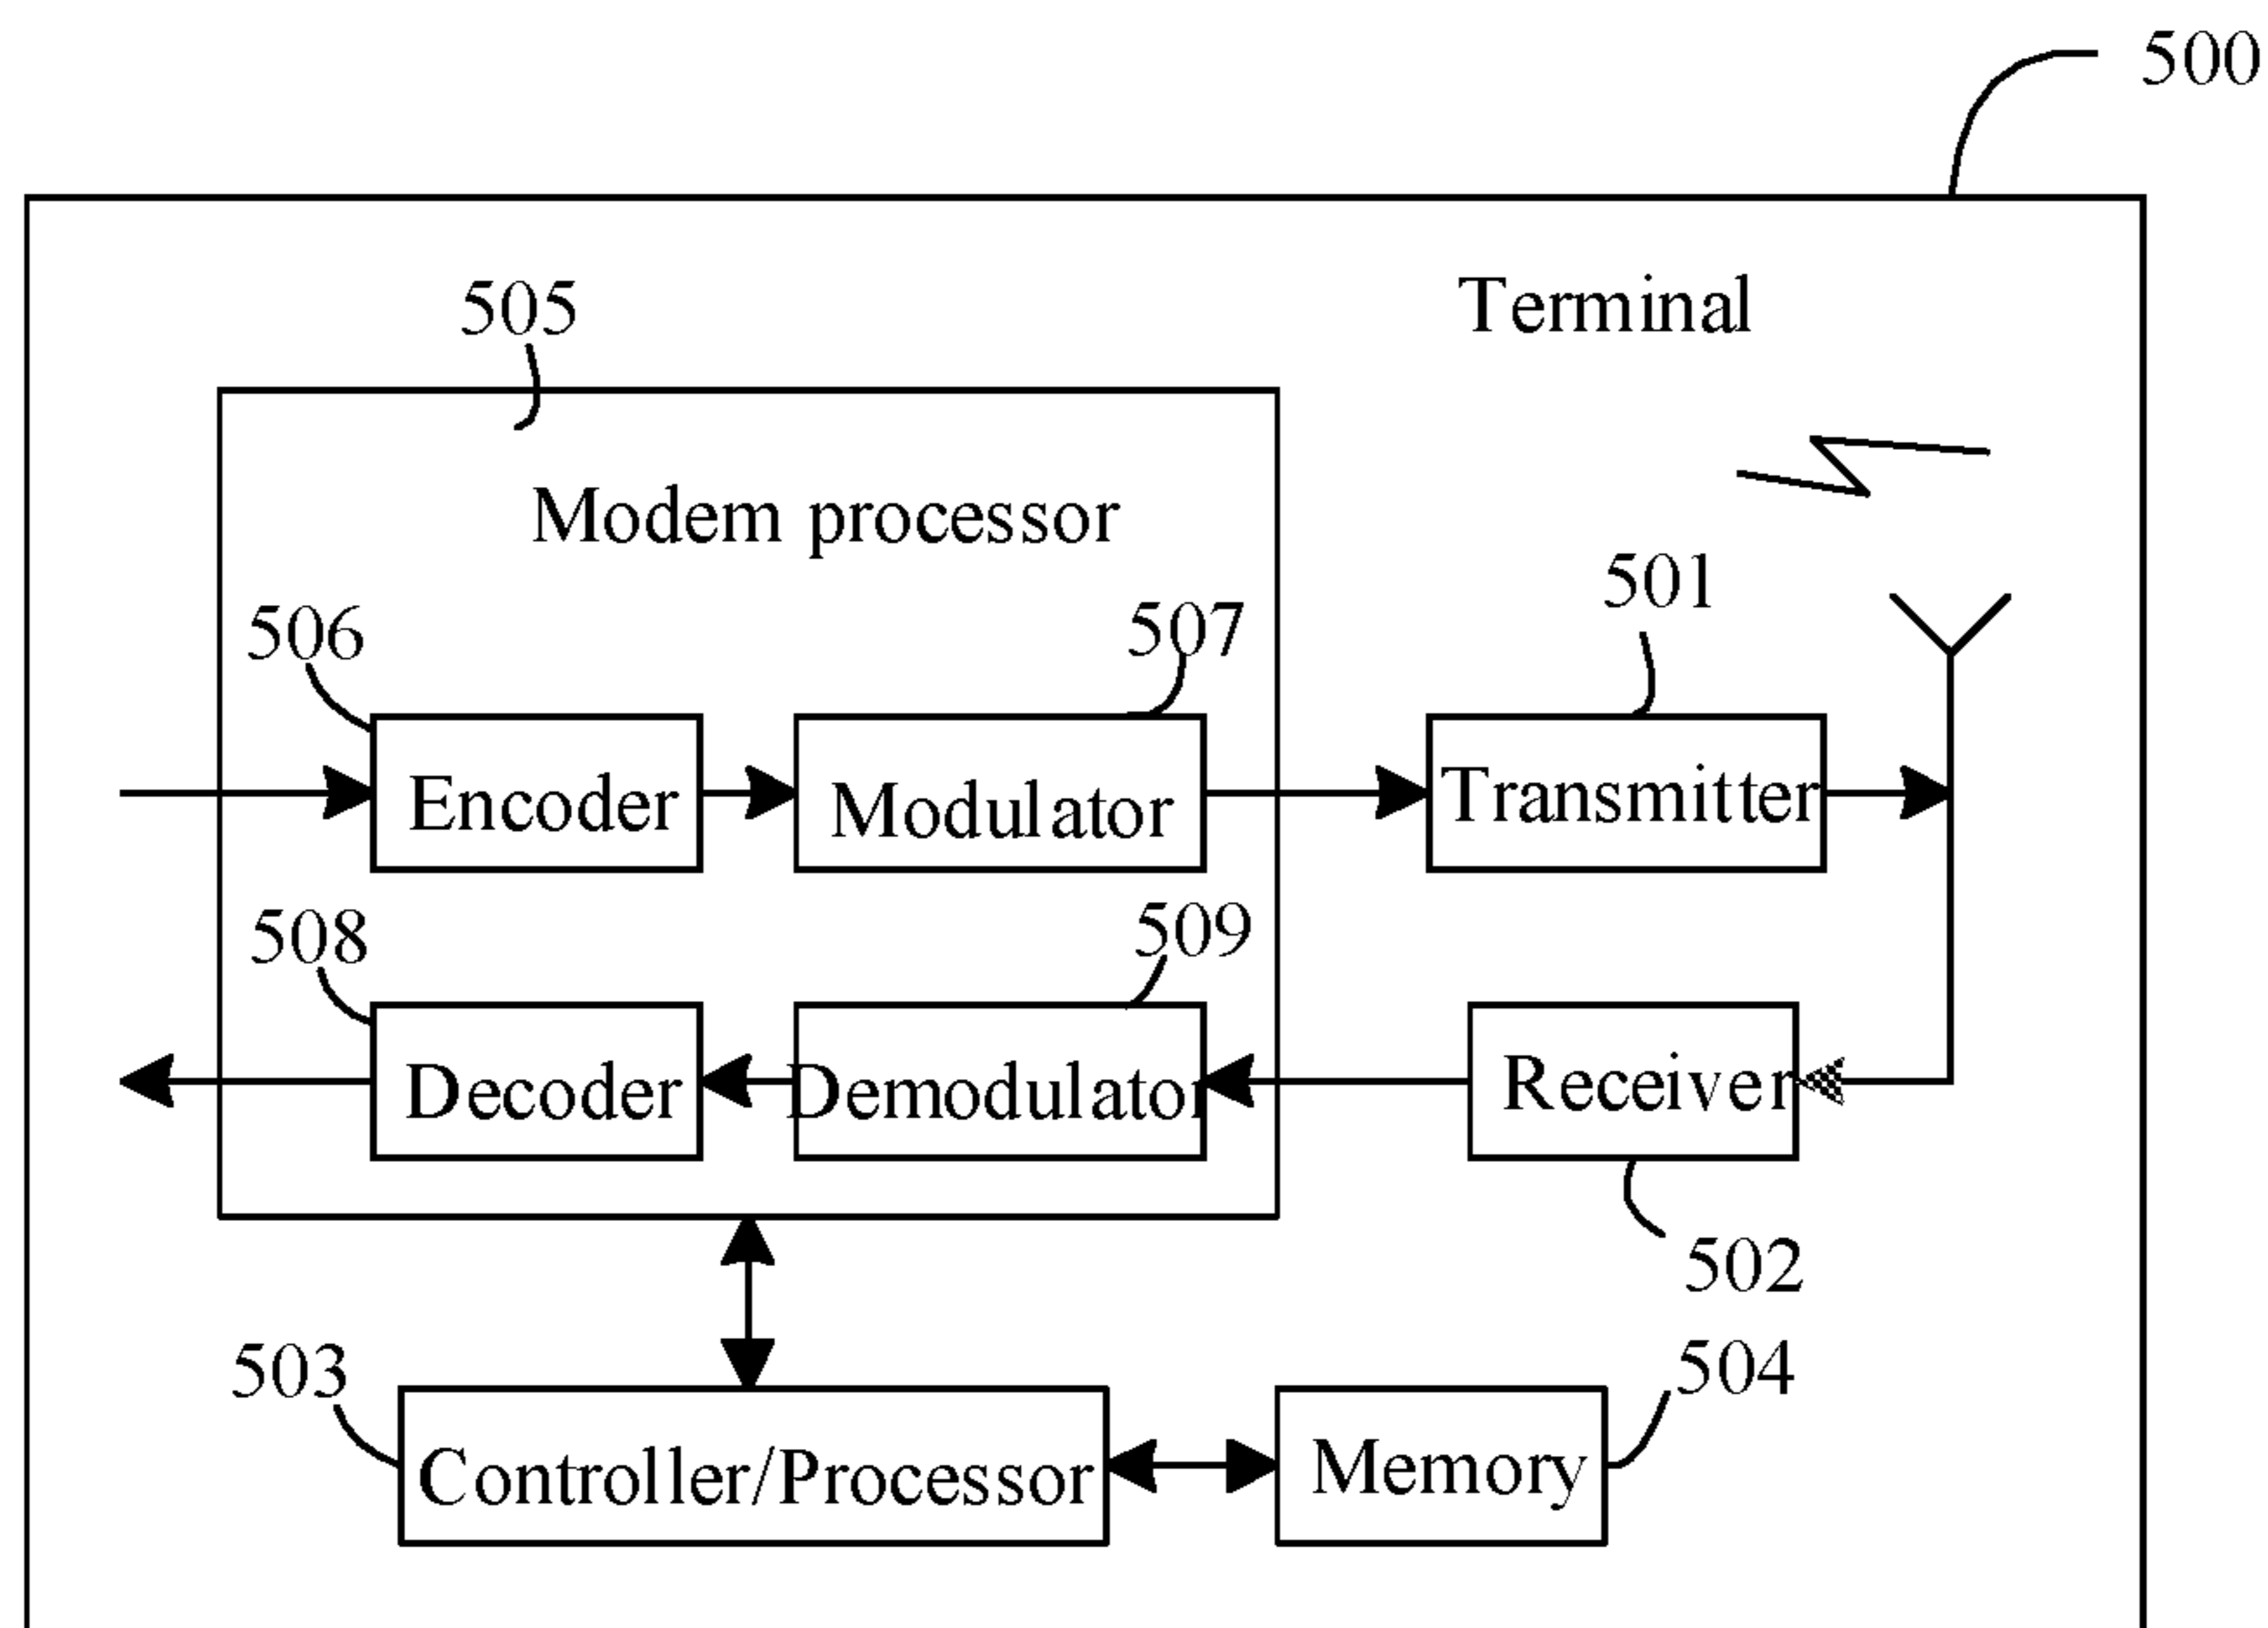 500
Terminal
505
Modem processor
501
506
507
Encoder
Modulator
Transmitter
508
509
Decoder
Demodulator
Receiver
502
503
504
Controller/Processor
Memory